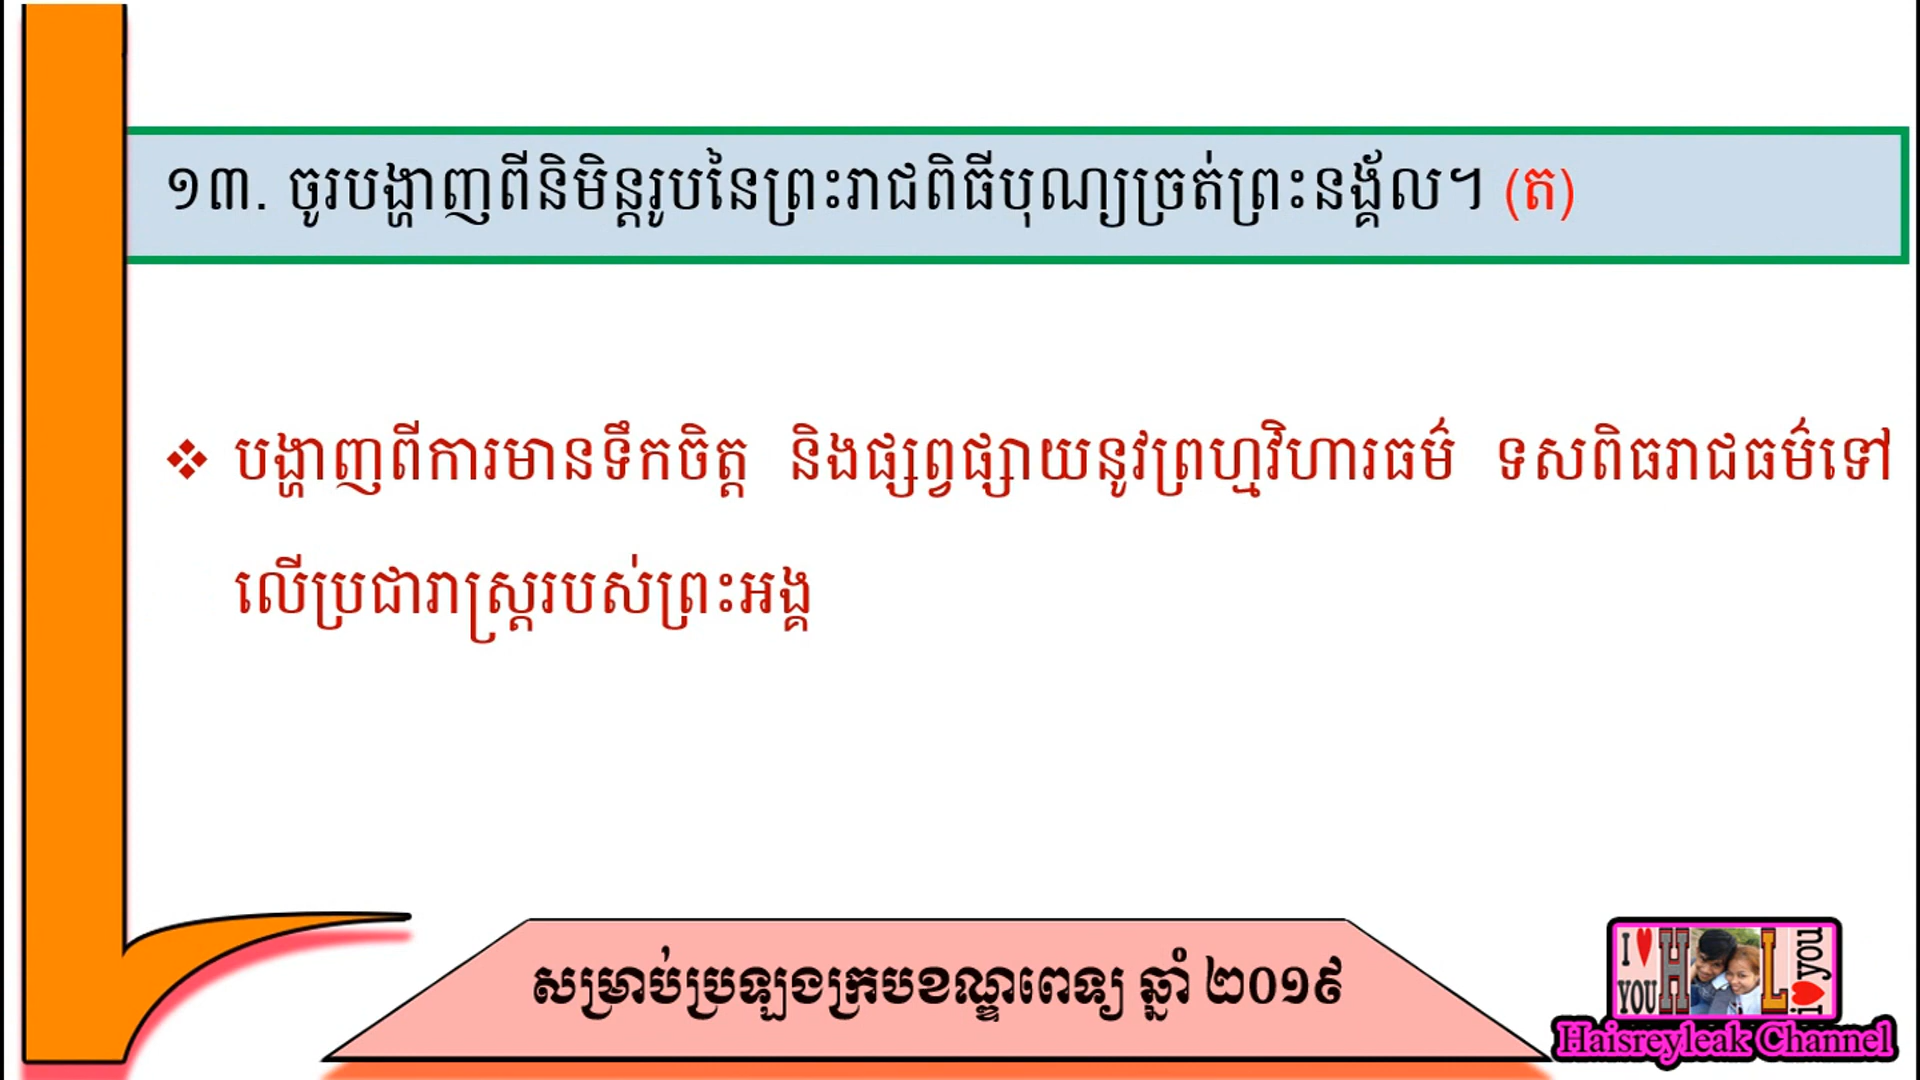 ១៣. ចូរបង្ហាញពីនិមិន្តរូបនៃព្រះរាជពិធីបុណ្យច្រត់ព្រះនង្គ័ល។ (ត)
❖ បង្ហាញពីការមានទឹកចិត្ត និងផ្សព្វផ្សាយនូវព្រហ្មវិហារធម៌ ទសពិធរាជធម៌ទៅ
លើប្រជារាស្ត្ររបស់ព្រះអង្គ
សម្រាប់ប្រឡងក្របខណ្ឌពេទ្យ ឆ្នាំ ២០១៩
I ♥ YOU H L i ♥ you
Haisreyleak Channel